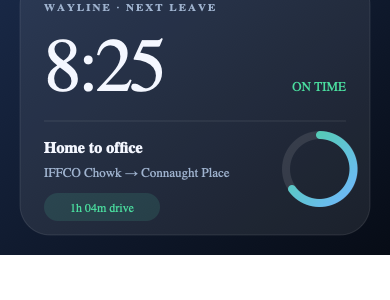 WAYLINE · NEXT LEAVE
8:25
ON TIME
Home to office
IFFCO Chowk → Connaught Place
1h 04m drive